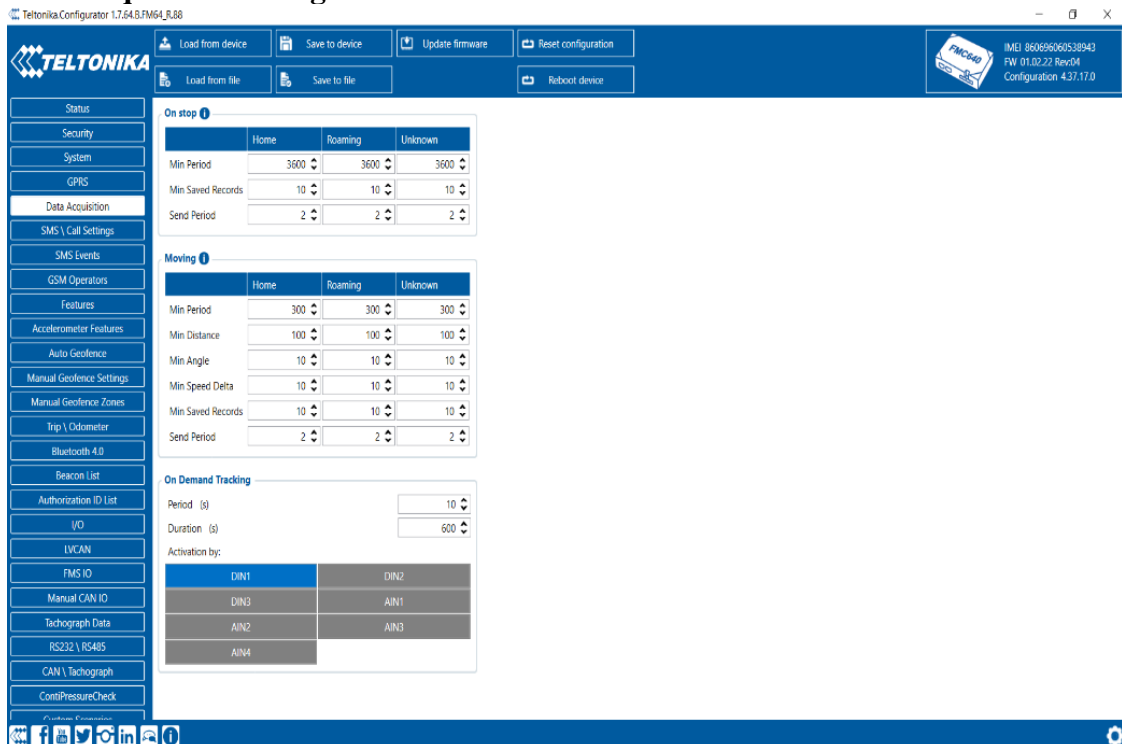 Teltonika.Configurator 1.7.64.B.FM64_R.88
TELTONIKA
Load from device
Save to device
Update firmware
Reset configuration
Load from file
Save to file
Reboot device
FMC640
IMEI 860696060538943
FW 01.02.22 Rev:04
Configuration 4.37.17.0
Status
Security
System
GPRS
Data Acquisition
SMS \ Call Settings
SMS Events
GSM Operators
Features
Accelerometer Features
Auto Geofence
Manual Geofence Settings
Manual Geofence Zones
Trip \ Odometer
Bluetooth 4.0
Beacon List
Authorization ID List
I/O
LVCAN
FMS IO
Manual CAN IO
Tachograph Data
RS232 \ RS485
CAN \ Tachograph
ContiPressureCheck
Custom Scenarios
On stop
Home Roaming Unknown
Min Period 3600 3600 3600
Min Saved Records 10 10 10
Send Period 2 2 2
Moving
Home Roaming Unknown
Min Period 300 300 300
Min Distance 100 100 100
Min Angle 10 10 10
Min Speed Delta 10 10 10
Min Saved Records 10 10 10
Send Period 2 2 2
On Demand Tracking
Period (s) 10
Duration (s) 600
Activation by:
DIN1 DIN2
DIN3 AIN1
AIN2 AIN3
AIN4